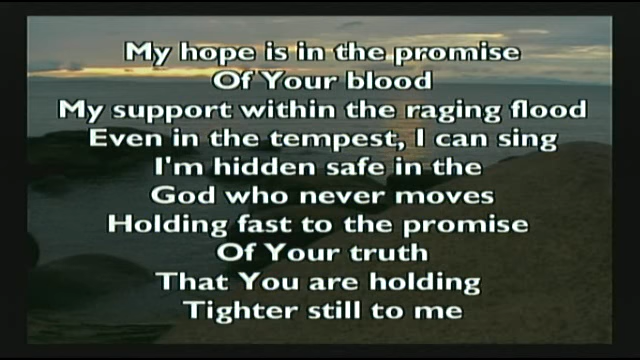 My hope is in the promise
Of Your blood
My support within the raging flood
Even in the tempest, I can sing
I'm hidden safe in the
God who never moves
Holding fast to the promise
Of Your truth
That You are holding
Tighter still to me